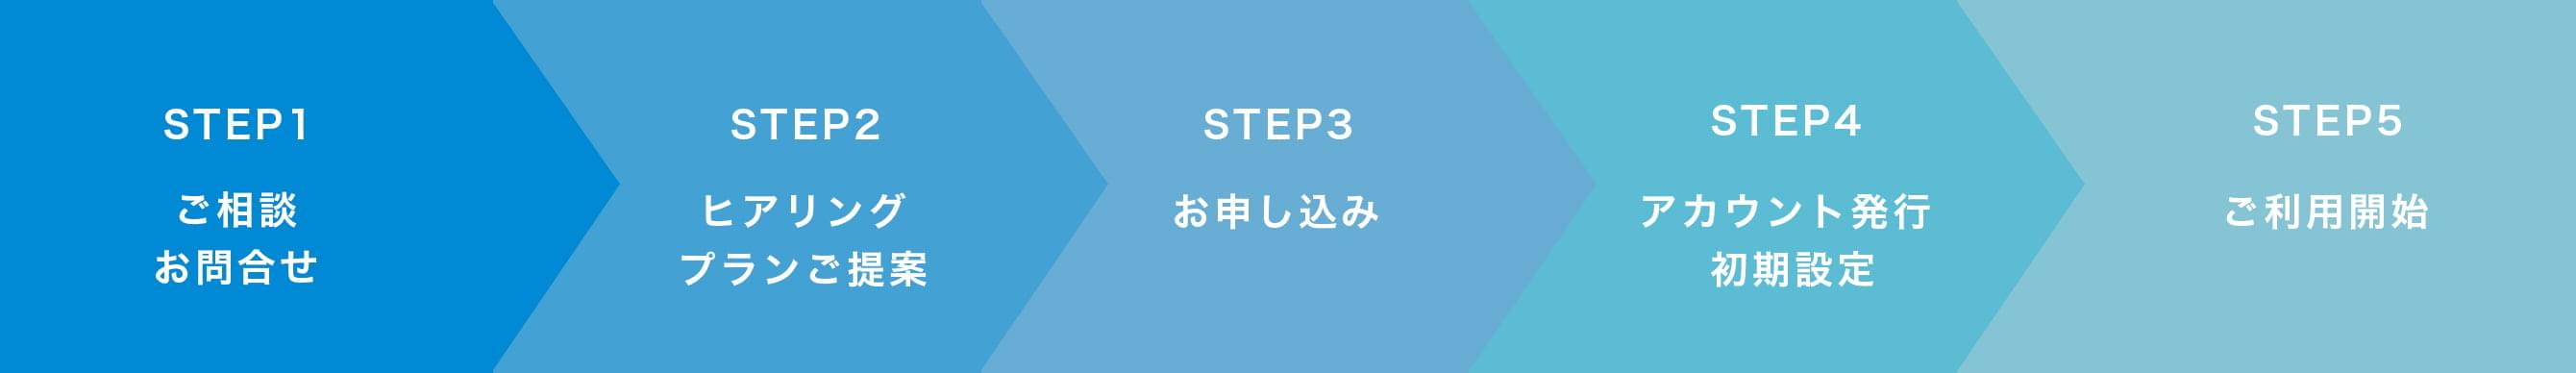 STEP1
ご相談
お問合せ
STEP2
ヒアリング
プランご提案
STEP3
お申し込み
STEP4
アカウント発行
初期設定
STEP5
ご利用開始